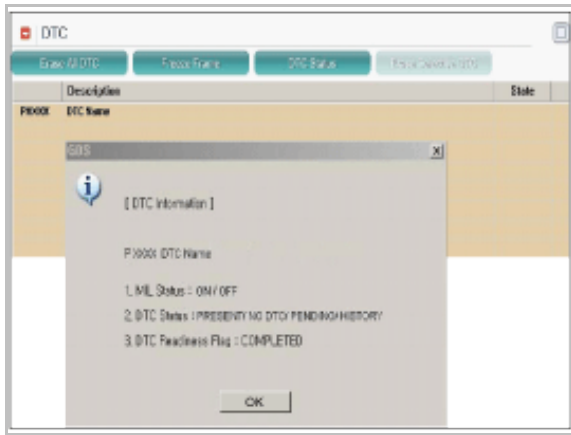 DTC
Erase All DTC Freeze Frame DTC Status
Description State
PXXXX DTC Name
GDS
[ DTC Information ]
PXXXX DTC Name
1. MIL Status : ON / OFF
2. DTC Status : PRESENT/ NO DTC/ PENDING/HISTORY
3. DTC Readiness Flag : COMPLETED
OK